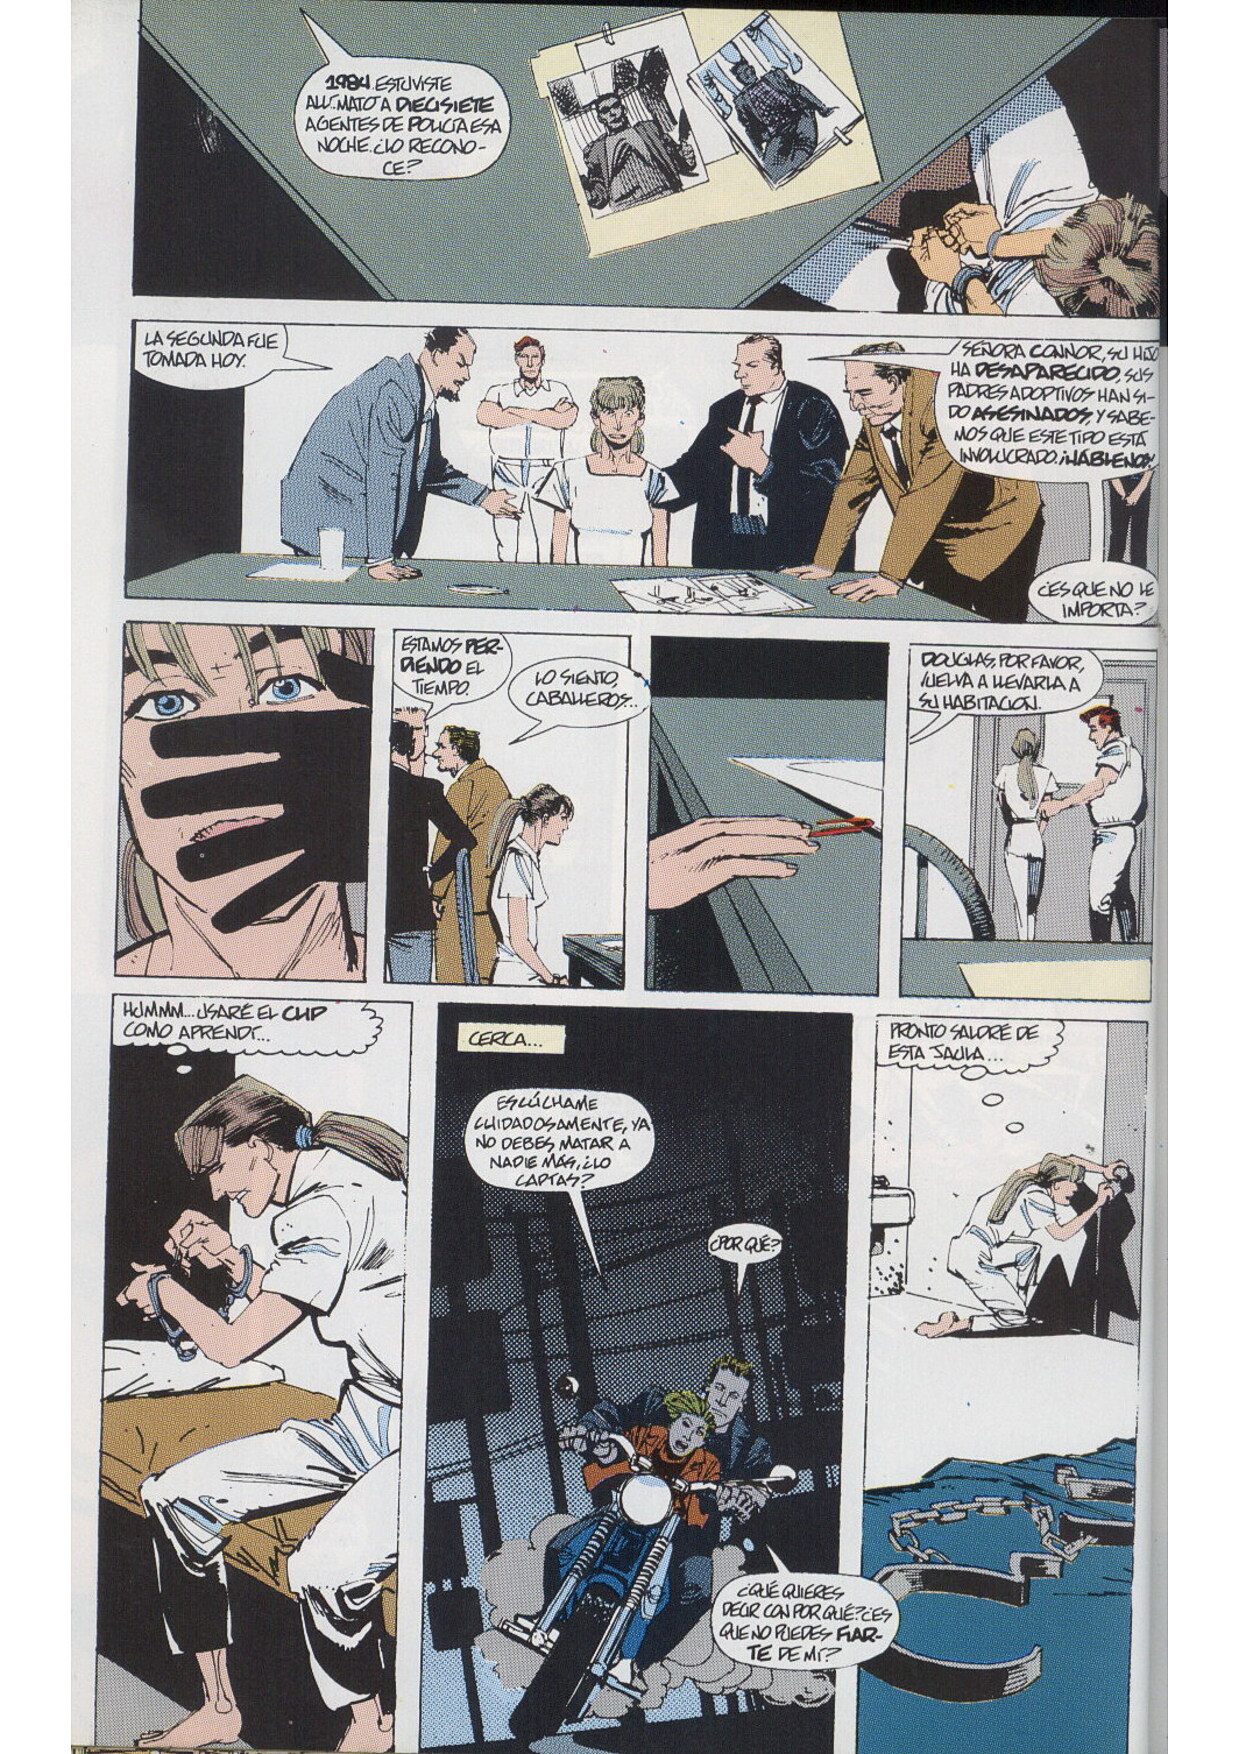 1984. ESTUVISTE
ALLÍ. MATÓ A DIECISIETE
AGENTES DE POLICÍA ESA
NOCHE. ¿LO RECONO-
CE?
LA SEGUNDA FUE
TOMADA HOY.
SEÑORA CONNOR, SU HIJO
HA DESAPARECIDO, SUS
PADRES ADOPTIVOS HAN SI-
DO ASESINADOS, Y SABE-
MOS QUE ESTE TIPO ESTÁ
INVOLUCRADO. ¡HÁBLENOS!
¿ES QUE NO LE
IMPORTA?
ESTAMOS PER-
DIENDO EL
TIEMPO.
LO SIENTO,
CABALLEROS...
DOUGLAS, POR FAVOR,
VUELVA A LLEVARLA A
SU HABITACIÓN.
HUMMM... USARÉ EL CLIP
COMO APRENDÍ...
CERCA...
ESCÚCHAME
CUIDADOSAMENTE, YA
NO DEBES MATAR A
NADIE MÁS, ¿LO
CAPTAS?
¿POR QUÉ?
¿QUÉ QUIERES
DECIR CON POR QUÉ? ¿ES
QUE NO PUEDES FIAR-
TE DE MÍ?
PRONTO SALDRÉ DE
ESTA JAULA...